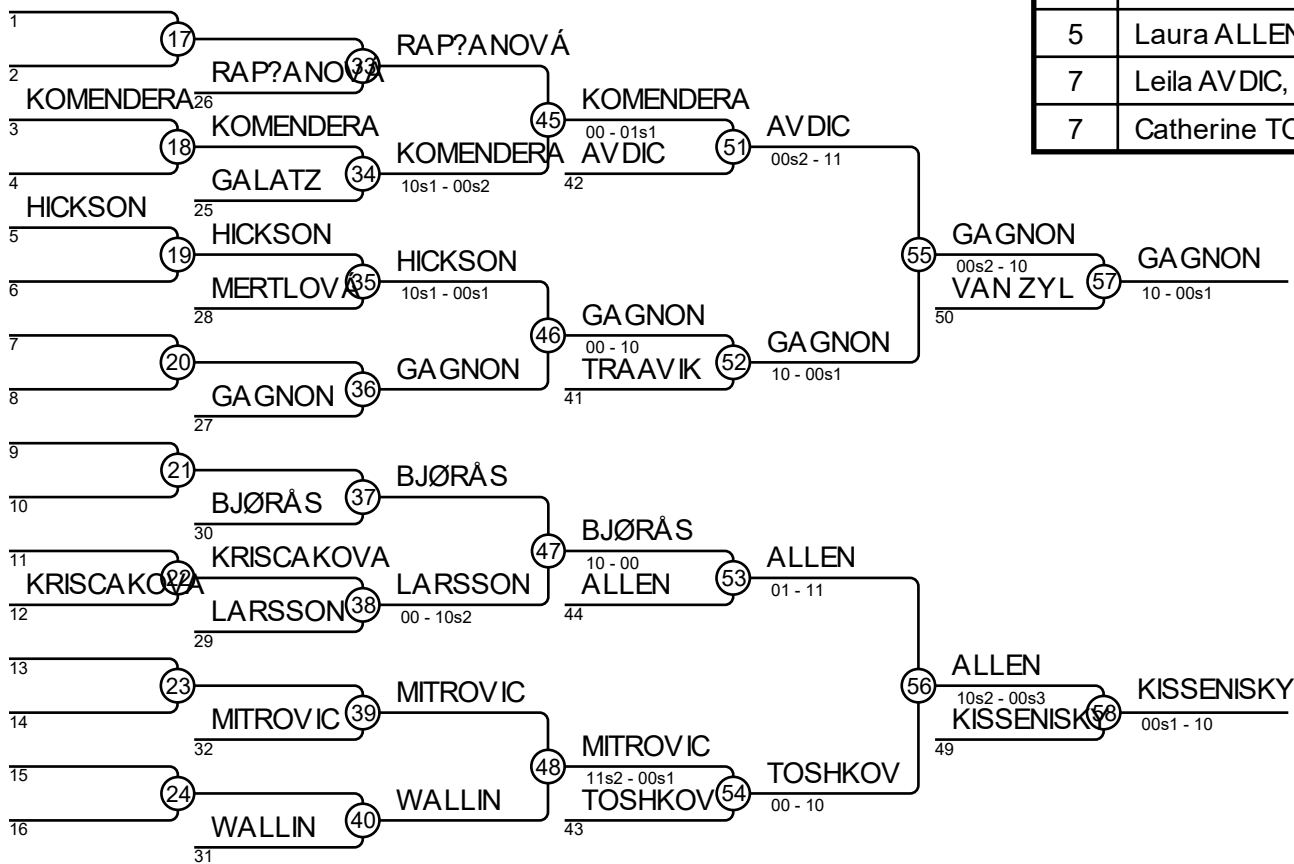 1
17
2
RAP?ANOVÁ
33
26
RAP?ANOVÁ
KOMENDERA
3
18
4
KOMENDERA
GALATZ
34
25
KOMENDERA
10s1 - 00s2
45
KOMENDERA
00 - 01s1
AVDIC
42
51
AVDIC
00s2 - 11
HICKSON
5
19
6
HICKSON
MERTLOVÁ
35
28
HICKSON
10s1 - 00s1
7
20
8
GAGNON
36
27
GAGNON
46
GAGNON
00 - 10
TRAAVIK
41
52
GAGNON
10 - 00s1
55
GAGNON
00s2 - 10
VAN ZYL
50
57
GAGNON
10 - 00s1
9
21
10
BJØRÅS
37
30
BJØRÅS
11
22
KRISCAKOVA
12
KRISCAKOVA
LARSSON
38
29
LARSSON
00 - 10s2
47
BJØRÅS
10 - 00
ALLEN
44
53
ALLEN
01 - 11
13
23
14
MITROVIC
39
32
MITROVIC
15
24
16
WALLIN
40
31
WALLIN
48
MITROVIC
11s2 - 00s1
TOSHKOV
43
54
TOSHKOV
00 - 10
56
ALLEN
10s2 - 00s3
KISSENISKY
49
58
KISSENISKY
00s1 - 10
5 Laura ALLEN
7 Leila AVDIC,
7 Catherine TO